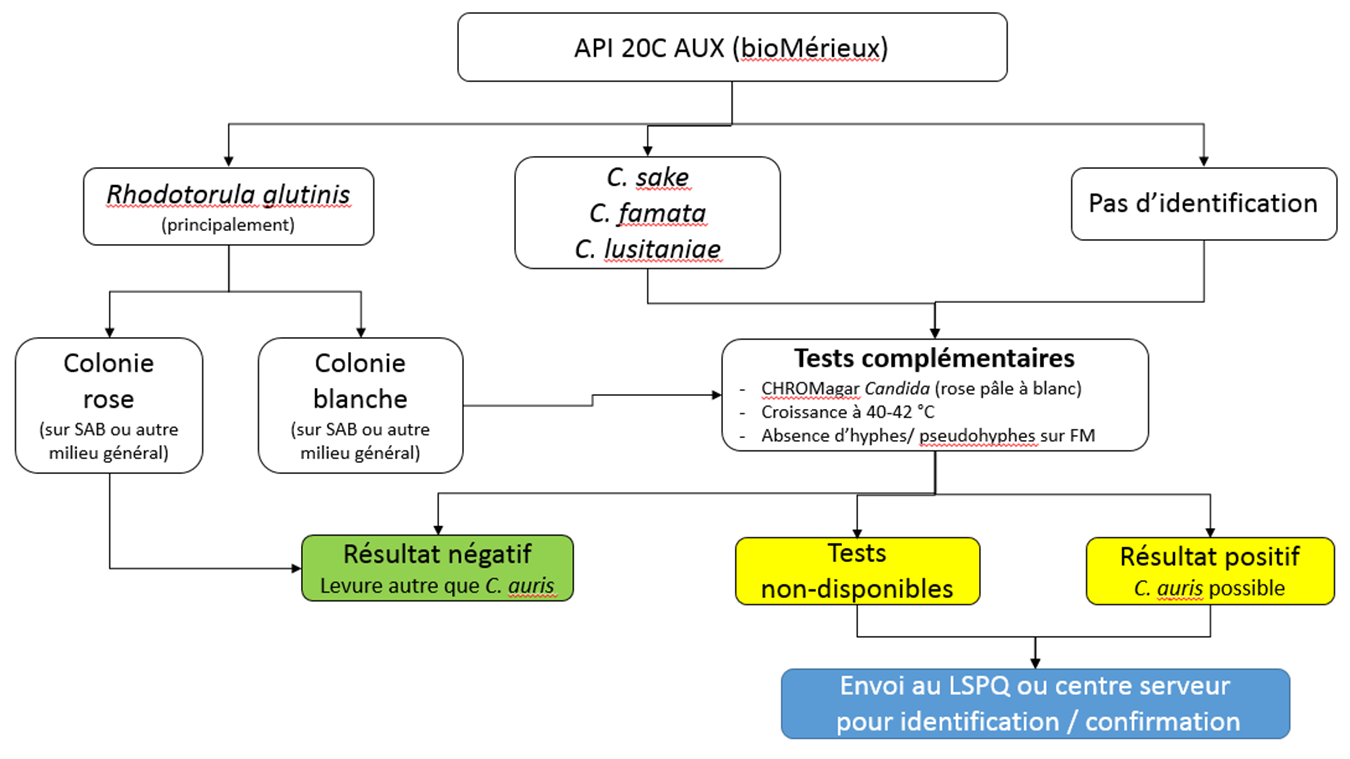 API 20C AUX (bioMérieux)
Rhodotorula glutinis
(principalement)
C. sake
C. famata
C. lusitaniae
Pas d’identification
Colonie
rose
(sur SAB ou autre
milieu général)
Colonie
blanche
(sur SAB ou autre
milieu général)
Tests complémentaires
- CHROMagar Candida (rose pâle à blanc)
- Croissance à 40-42 °C
- Absence d’hyphes/ pseudohyphes sur FM
Résultat négatif
Levure autre que C. auris
Tests
non-disponibles
Résultat positif
C. auris possible
Envoi au LSPQ ou centre serveur
pour identification / confirmation